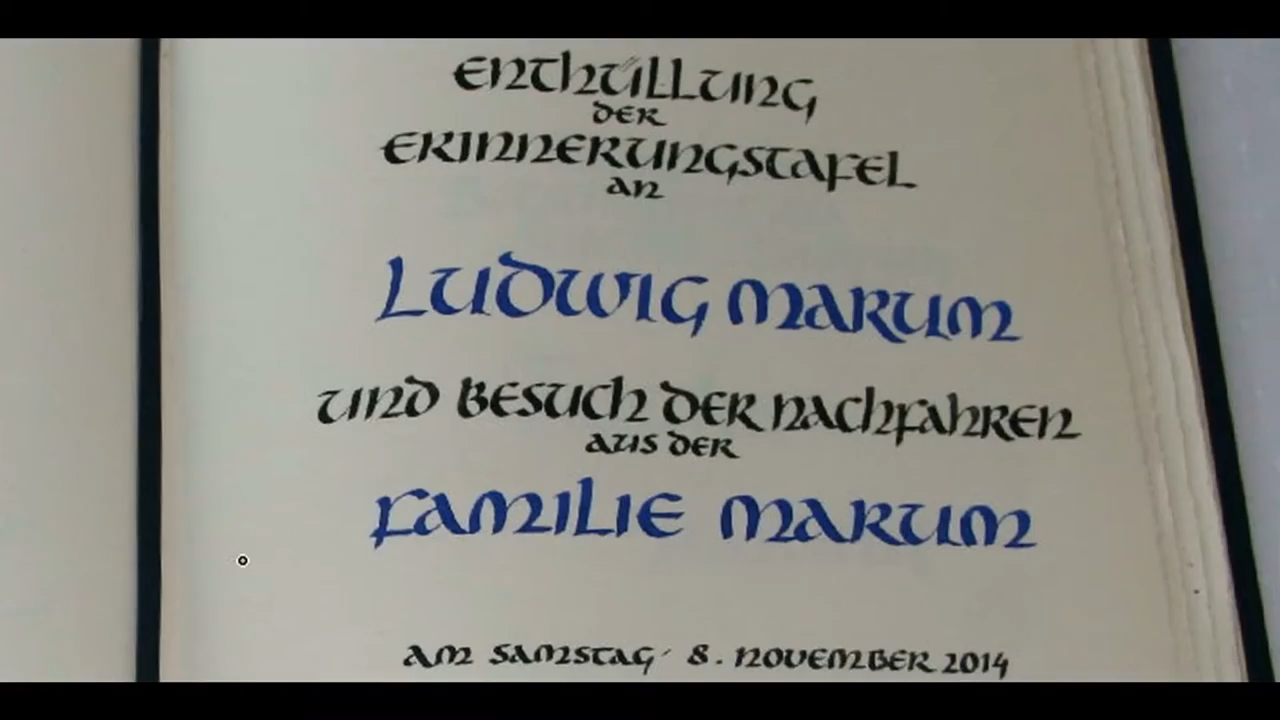 ENTHÜLLUNG
DER
ERINNERUNGSTAFEL
AN
LUDWIG MARUM
UND BESUCH DER NACHFAHREN
AUS DER
FAMILIE MARUM
AM SAMSTAG · 8. NOVEMBER 2014